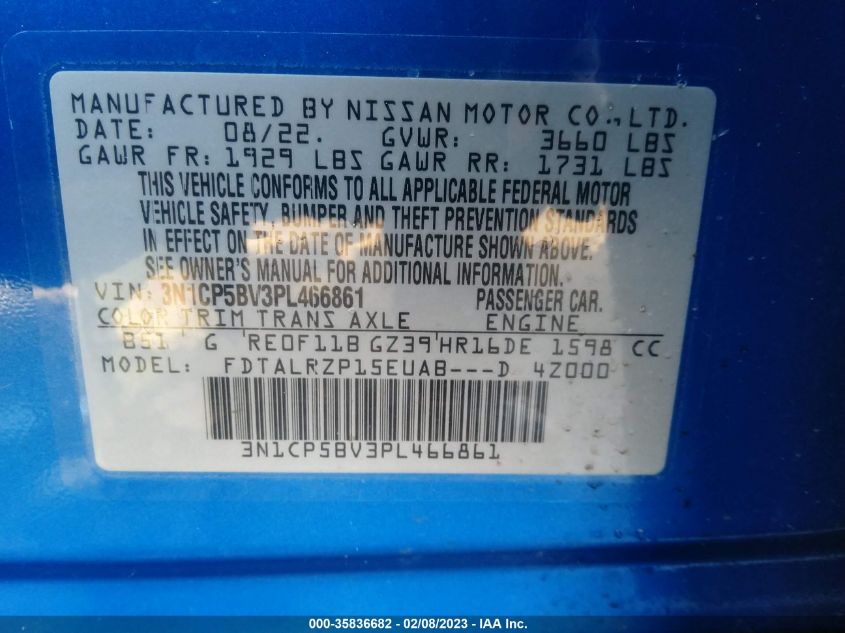 MANUFACTURED BY NISSAN MOTOR CO., LTD.
DATE: 08/22. GVWR: 3660 LBS
GAWR FR: 1929 LBS GAWR RR: 1731 LBS
THIS VEHICLE CONFORMS TO ALL APPLICABLE FEDERAL MOTOR
VEHICLE SAFETY, BUMPER AND THEFT PREVENTION STANDARDS
IN EFFECT ON THE DATE OF MANUFACTURE SHOWN ABOVE.
SEE OWNER'S MANUAL FOR ADDITIONAL INFORMATION.
VIN: 3N1CP5BV3PL466861 PASSENGER CAR.
COLOR TRIM TRANS AXLE ENGINE
B51 G RE0F11B GZ39 HR16DE 1598 CC
MODEL: FDTALRZP15EUAB---D 4Z000
3N1CP5BV3PL466861
000-35836682 - 02/08/2023 - IAA Inc.